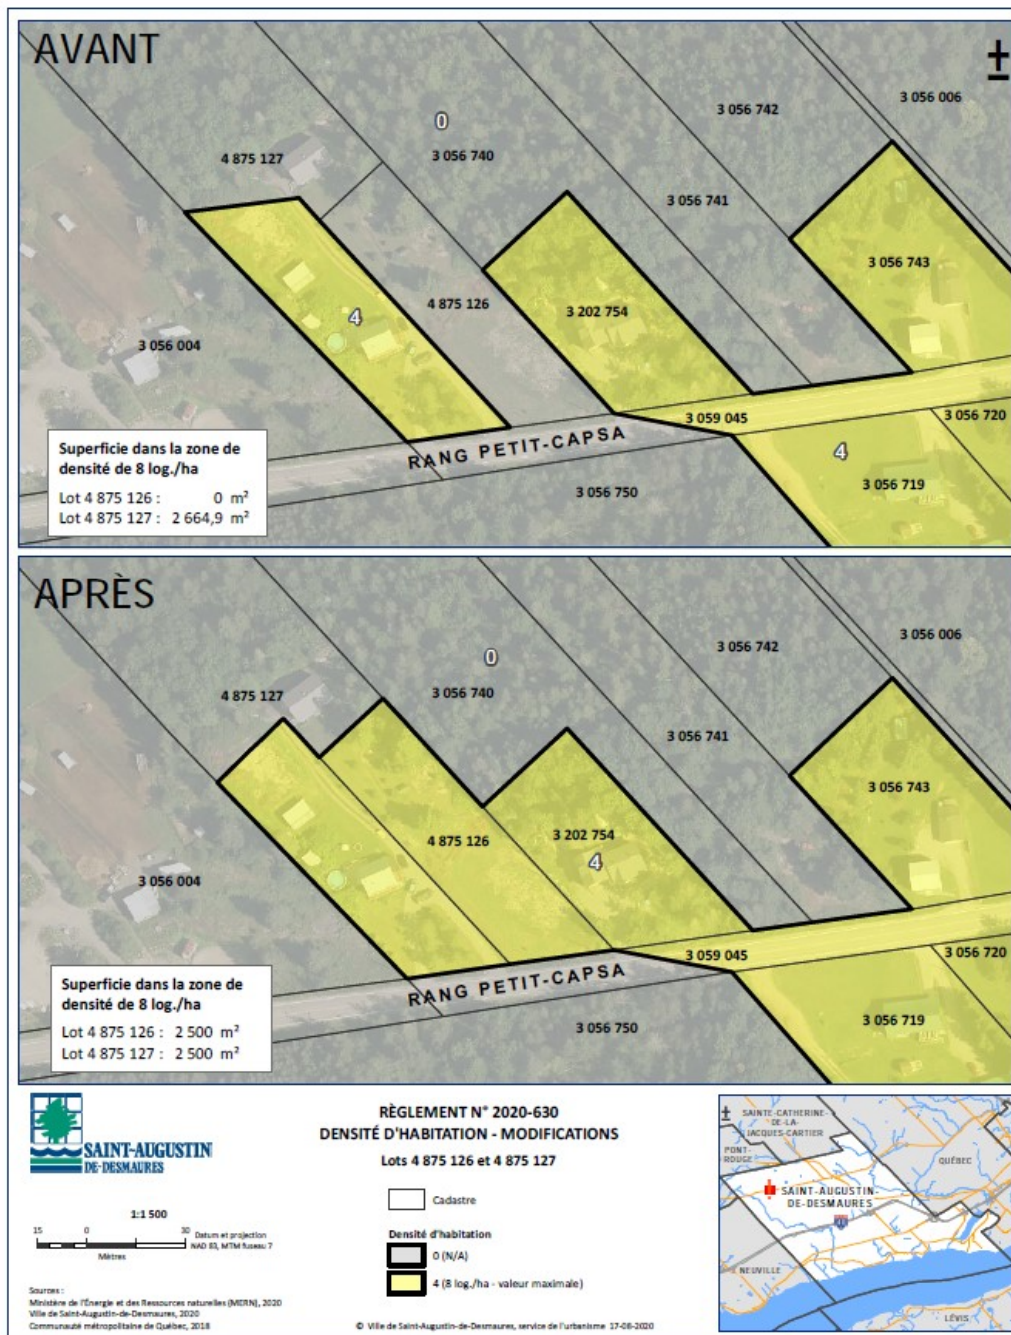 AVANT
3 056 006
3 056 742
0
3 056 740
4 875 127
3 056 741
3 056 743
4 875 126
3 202 754
4
3 056 004
3 059 045
3 056 720
RANG PETIT-CAPSA
4
3 056 719
3 056 750
Superficie dans la zone de
densité de 8 log./ha
Lot 4 875 126 : 0 m²
Lot 4 875 127 : 2 664,9 m²
APRÈS
3 056 006
3 056 742
0
3 056 740
4 875 127
3 056 741
3 056 743
4 875 126
3 202 754
4
3 056 004
3 059 045
3 056 720
RANG PETIT-CAPSA
3 056 719
3 056 750
Superficie dans la zone de
densité de 8 log./ha
Lot 4 875 126 : 2 500 m²
Lot 4 875 127 : 2 500 m²
SAINT-AUGUSTIN
DE-DESMAURES
RÈGLEMENT N° 2020-630
DENSITÉ D'HABITATION - MODIFICATIONS
Lots 4 875 126 et 4 875 127
Cadastre
Densité d'habitation
0 (N/A)
4 (8 log./ha - valeur maximale)
1:1 500
15 0 30
Mètres
Datum et projection
NAD 83, MTM fuseau 7
Sources :
Ministère de l'Énergie et des Ressources naturelles (MERN), 2020
Ville de Saint-Augustin-de-Desmaures, 2020
Communauté métropolitaine de Québec, 2018
© Ville de Saint-Augustin-de-Desmaures, service de l'urbanisme 17-08-2020
SAINTE-CATHERINE-
DE-LA-
JACQUES-CARTIER
PONT-
ROUGE
QUÉBEC
SAINT-AUGUSTIN-
DE-DESMAURES
NEUVILLE
LÉVIS